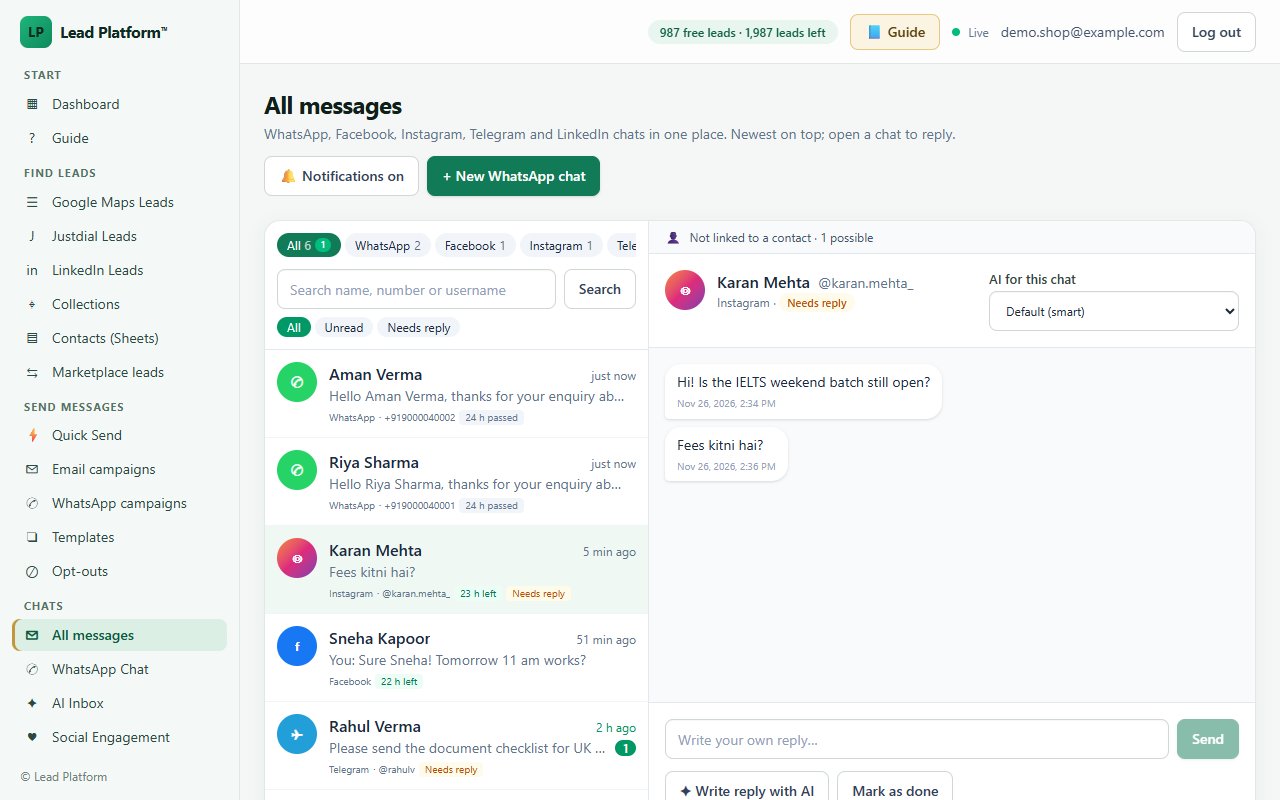 LP Lead Platform™
START
Dashboard
? Guide
FIND LEADS
Google Maps Leads
J Justdial Leads
in LinkedIn Leads
Collections
Contacts (Sheets)
Marketplace leads
SEND MESSAGES
Quick Send
Email campaigns
WhatsApp campaigns
Templates
Opt-outs
CHATS
All messages
WhatsApp Chat
AI Inbox
Social Engagement
© Lead Platform
987 free leads · 1,987 leads left
Guide
Live
demo.shop@example.com
Log out
All messages
WhatsApp, Facebook, Instagram, Telegram and LinkedIn chats in one place. Newest on top; open a chat to reply.
Notifications on
+ New WhatsApp chat
All 6 1 WhatsApp 2 Facebook 1 Instagram 1 Tele
Search name, number or username Search
All Unread Needs reply
Aman Verma just now
Hello Aman Verma, thanks for your enquiry ab...
WhatsApp · +919000040002 24 h passed
Riya Sharma just now
Hello Riya Sharma, thanks for your enquiry ab...
WhatsApp · +919000040001 24 h passed
Karan Mehta 5 min ago
Fees kitni hai?
Instagram · @karan.mehta_ 23 h left Needs reply
f Sneha Kapoor 51 min ago
You: Sure Sneha! Tomorrow 11 am works?
Facebook 22 h left
Rahul Verma 2 h ago
Please send the document checklist for UK ... 1
Telegram · @rahulv Needs reply
Not linked to a contact · 1 possible
Karan Mehta @karan.mehta_
Instagram · Needs reply
AI for this chat
Default (smart)
Hi! Is the IELTS weekend batch still open?
Nov 26, 2026, 2:34 PM
Fees kitni hai?
Nov 26, 2026, 2:36 PM
Write your own reply... Send
Write reply with AI Mark as done